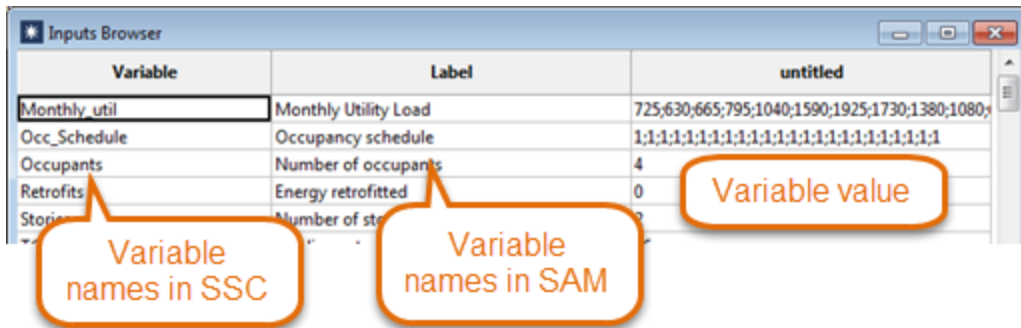 Inputs Browser
Variable Label untitled
Monthly_util Monthly Utility Load 725;630;665;795;1040;1590;1925;1730;1380;1080;
Occ_Schedule Occupancy schedule 1;1;1;1;1;1;1;1;1;1;1;1;1;1;1;1;1;1;1;1;1;1;1;1
Occupants Number of occupants 4
Retrofits Energy retrofitted 0
Number of
Variable value
Variable
names in SSC
Variable
names in SAM